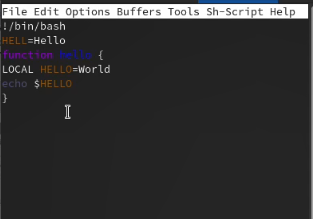 File Edit Options Buffers Tools Sh-Script Help
!/bin/bash
HELL=Hello
function hello {
LOCAL HELLO=World
echo $HELLO
}